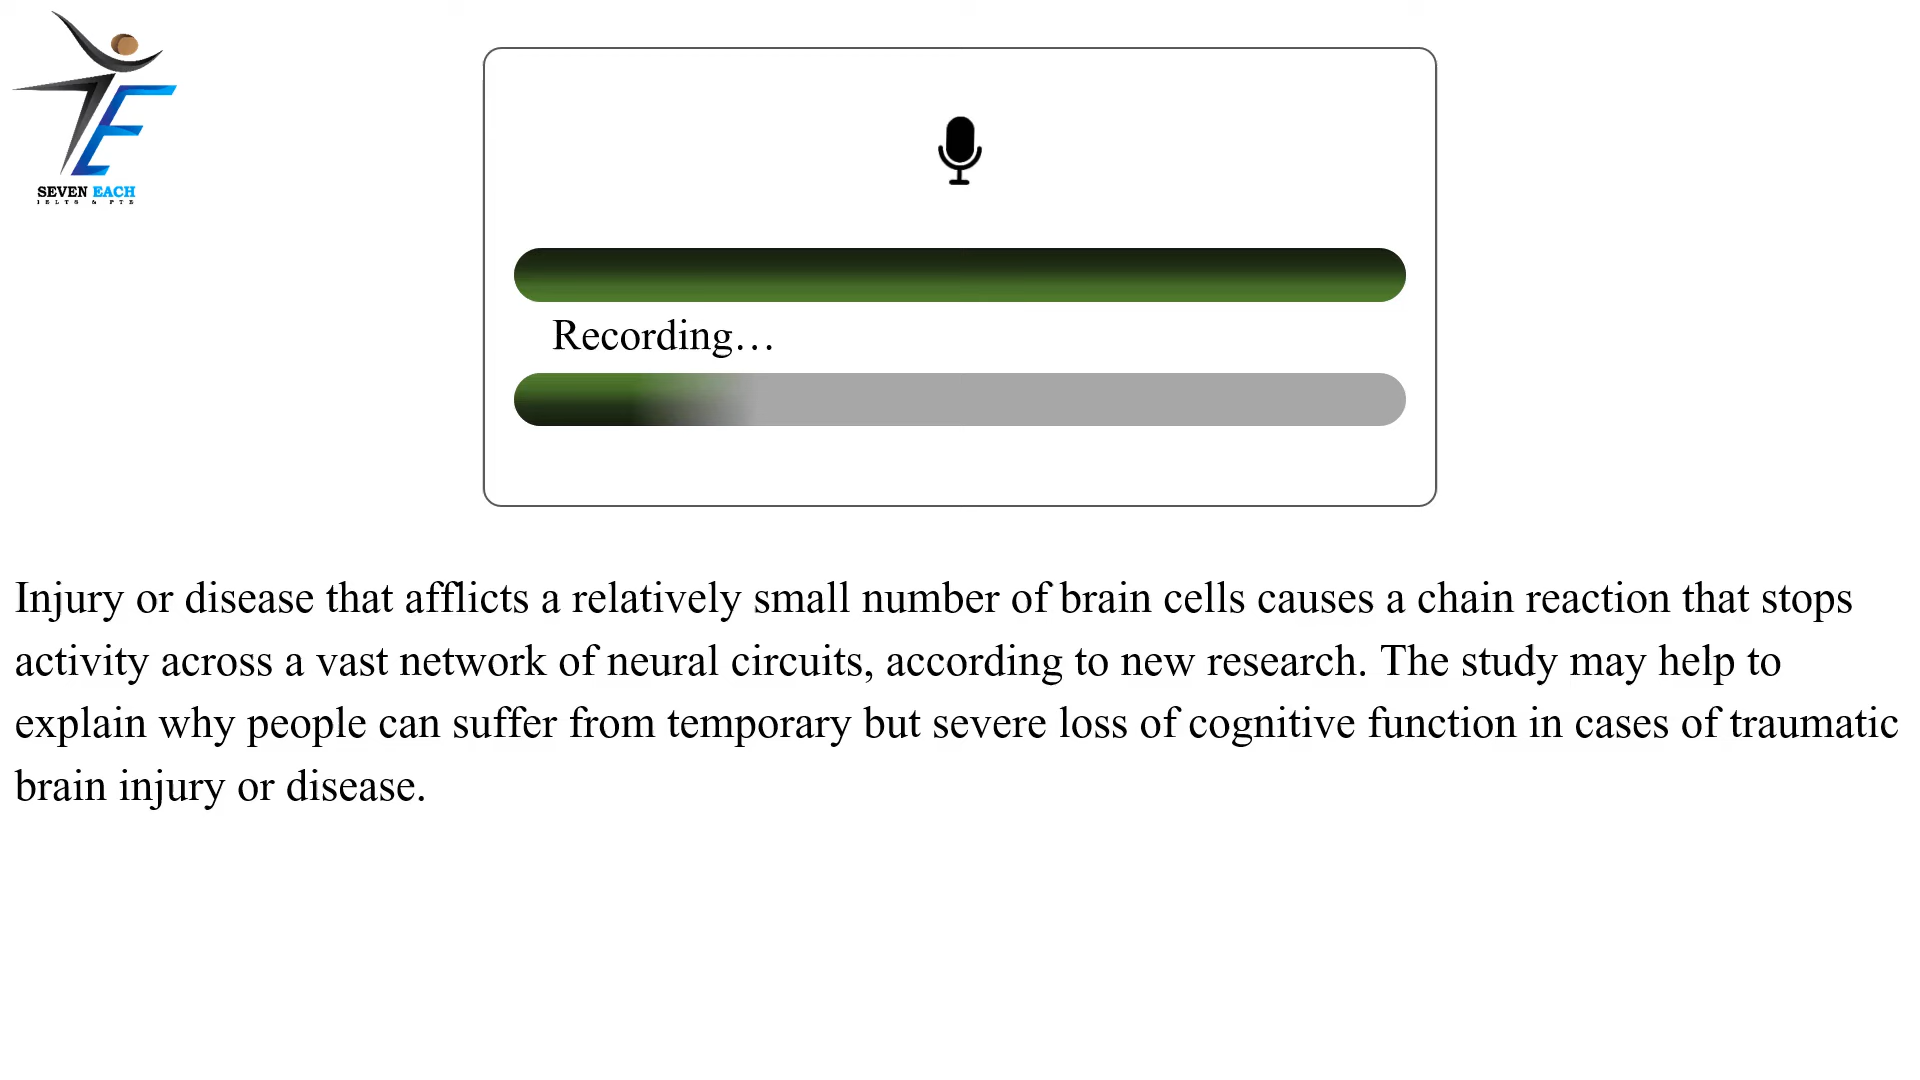 SEVEN EACH
IELTS & PTE
Recording…
Injury or disease that afflicts a relatively small number of brain cells causes a chain reaction that stops
activity across a vast network of neural circuits, according to new research. The study may help to
explain why people can suffer from temporary but severe loss of cognitive function in cases of traumatic
brain injury or disease.